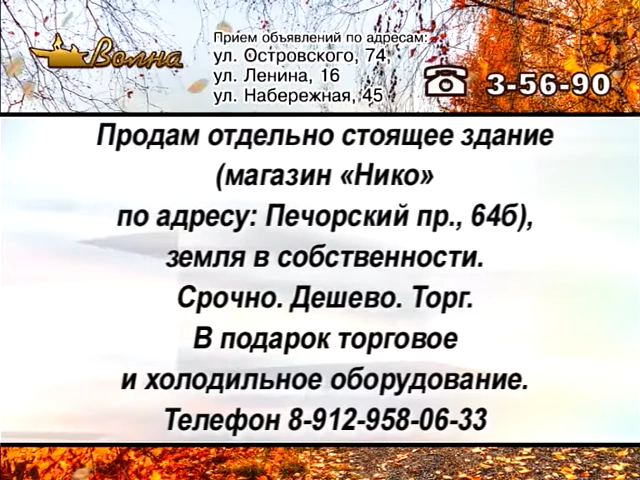 Волна
Прием объявлений по адресам:
ул. Островского, 74,
ул. Ленина, 16
ул. Набережная, 45
3-56-90
Продам отдельно стоящее здание
(магазин «Нико»
по адресу: Печорский пр., 64б),
земля в собственности.
Срочно. Дешево. Торг.
В подарок торговое
и холодильное оборудование.
Телефон 8-912-958-06-33